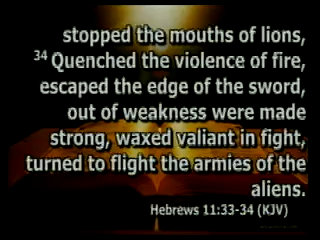 stopped the mouths of lions,
34 Quenched the violence of fire,
escaped the edge of the sword,
out of weakness were made
strong, waxed valiant in fight,
turned to flight the armies of the
aliens.
Hebrews 11:33-34 (KJV)